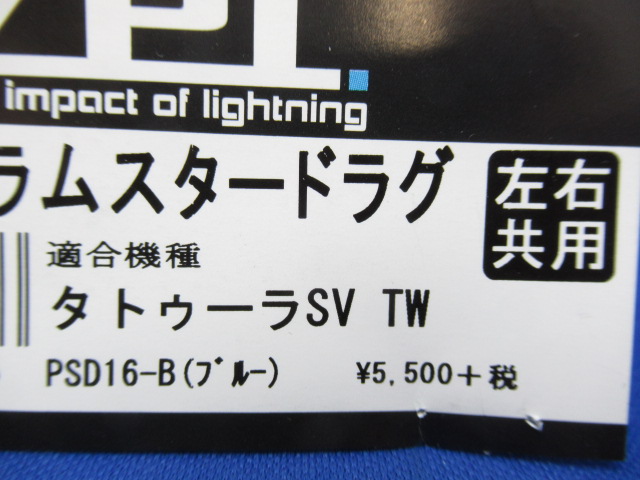 ZPI.
impact of lightning
ラムスタードラグ
左右
共用
適合機種
タトゥーラSV TW
PSD16-B(ブルー) ¥5,500+税